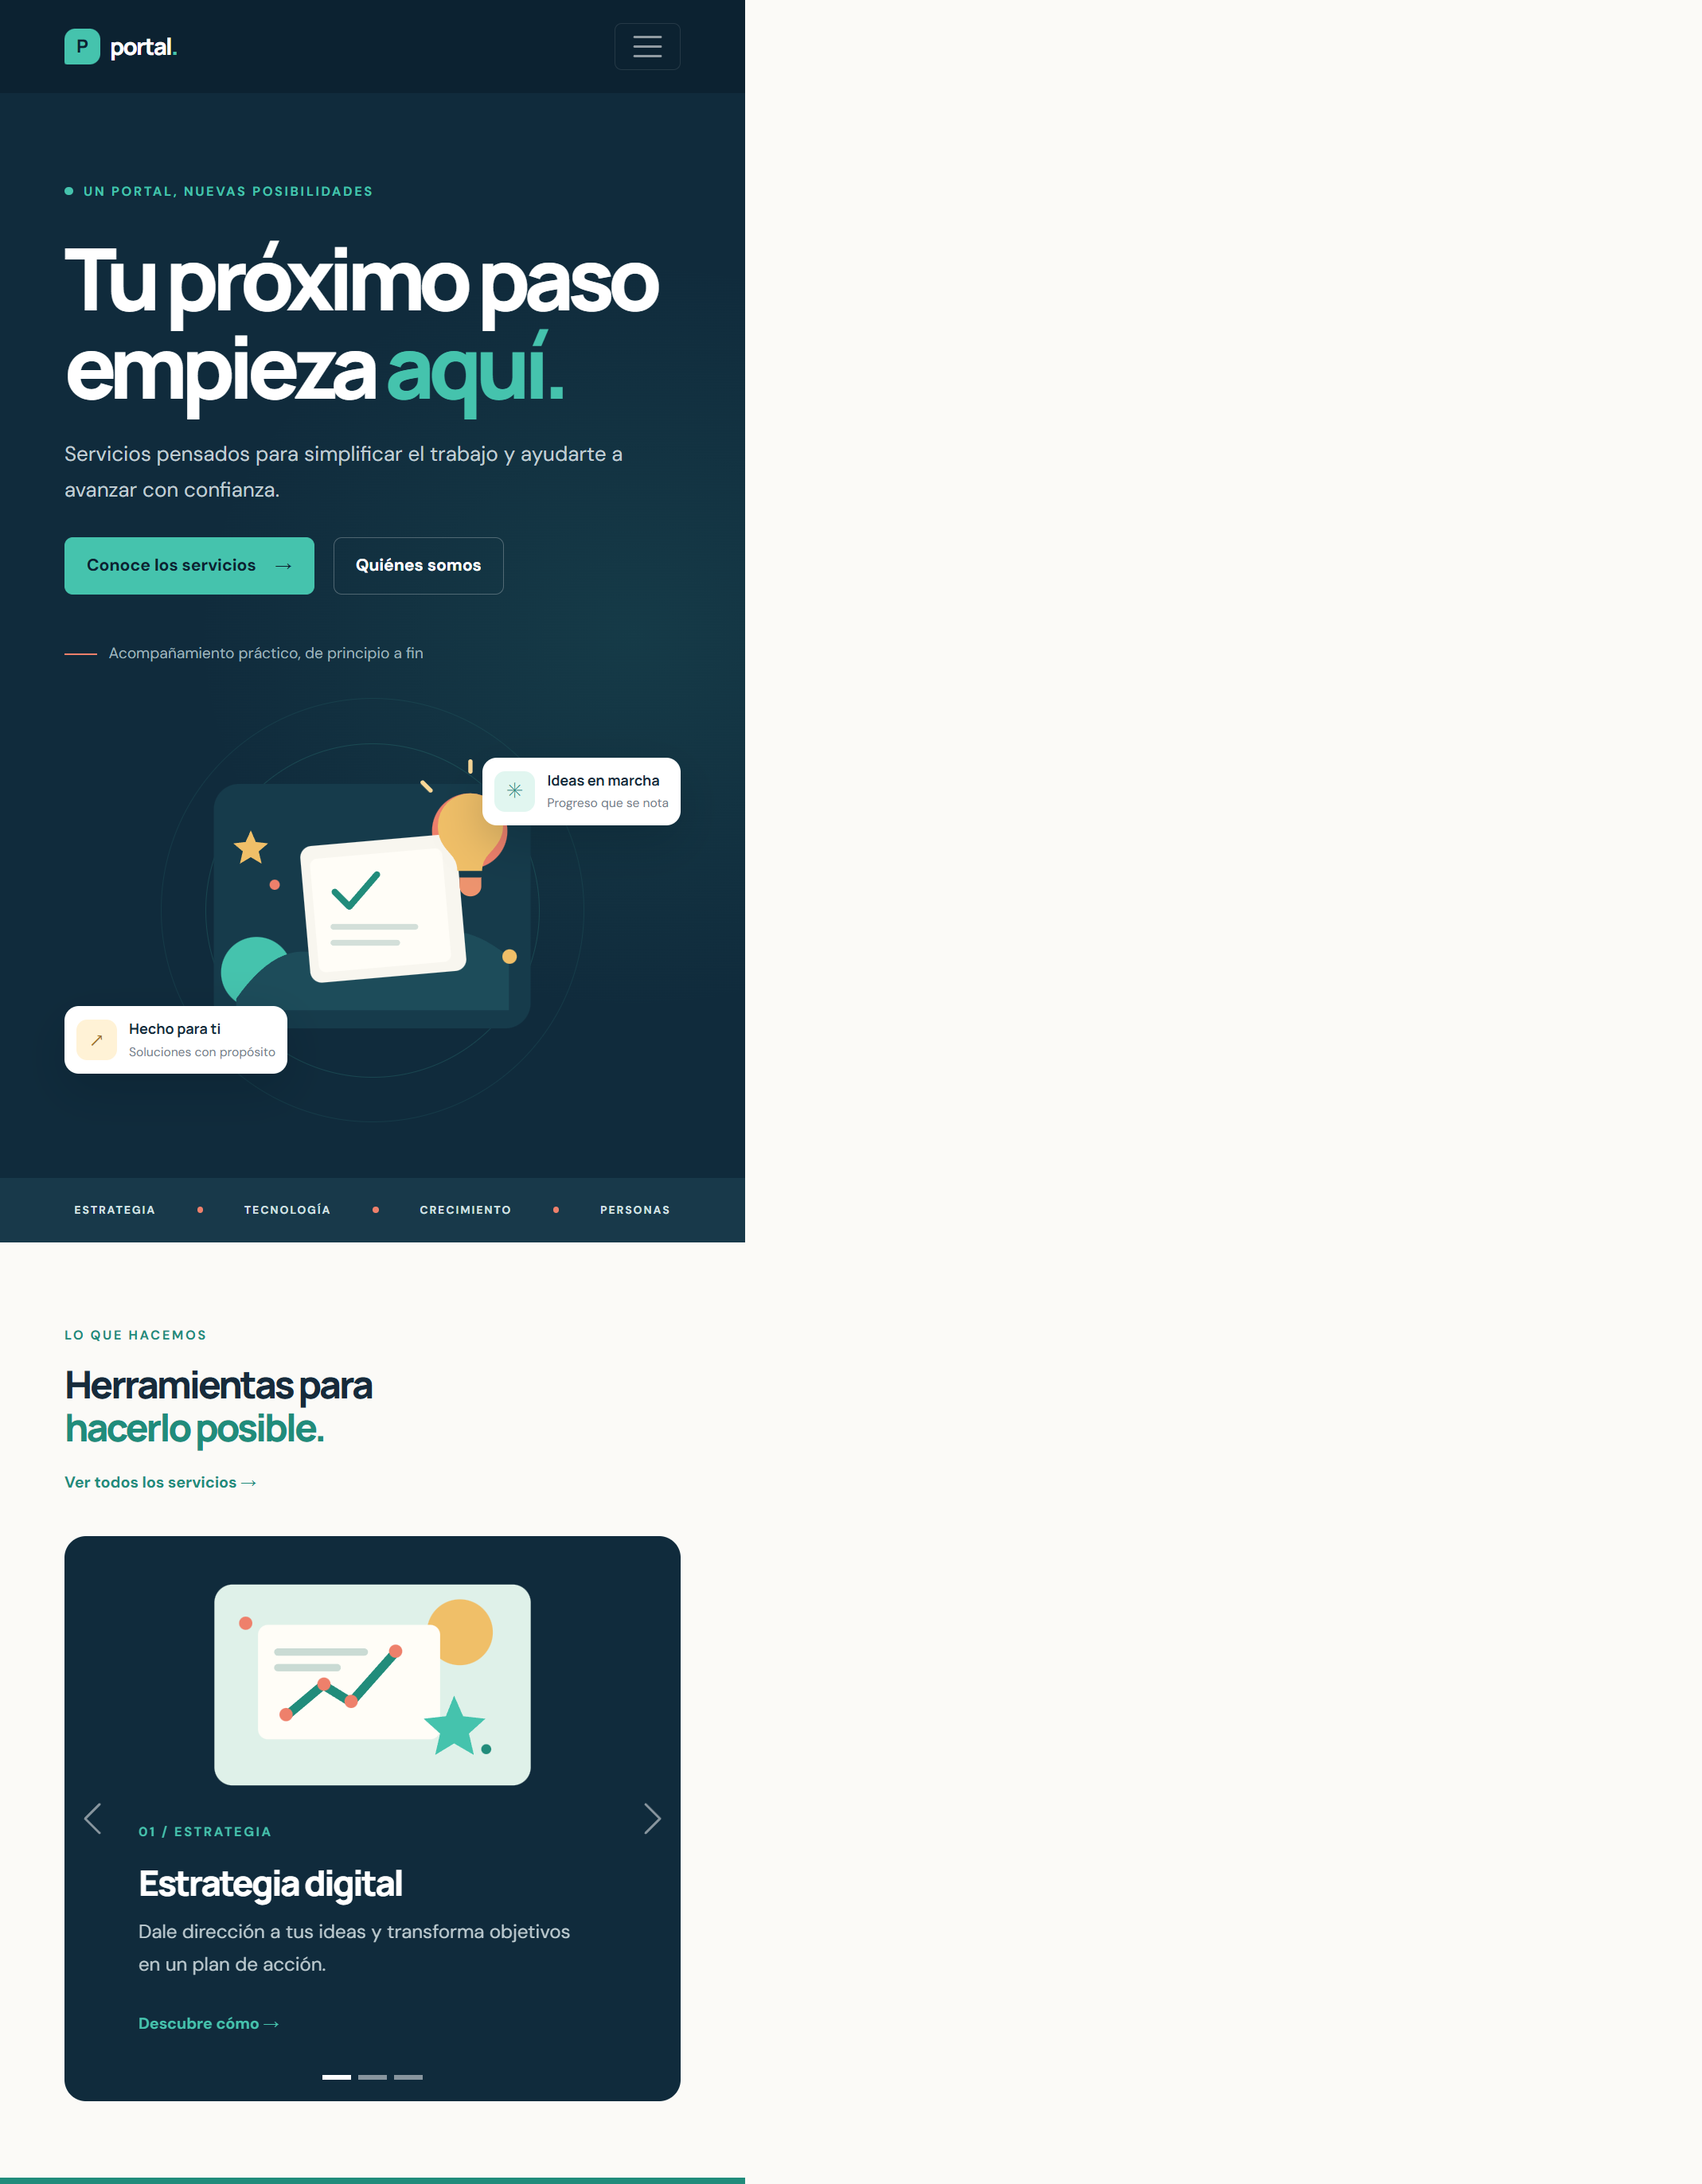 P portal.
UN PORTAL, NUEVAS POSIBILIDADES
Tu próximo paso
empieza aquí.
Servicios pensados para simplificar el trabajo y ayudarte a
avanzar con confianza.
Conoce los servicios →
Quiénes somos
Acompañamiento práctico, de principio a fin
Ideas en marcha
Progreso que se nota
Hecho para ti
Soluciones con propósito
ESTRATEGIA
TECNOLOGÍA
CRECIMIENTO
PERSONAS
LO QUE HACEMOS
Herramientas para
hacerlo posible.
Ver todos los servicios →
01 / ESTRATEGIA
Estrategia digital
Dale dirección a tus ideas y transforma objetivos
en un plan de acción.
Descubre cómo →